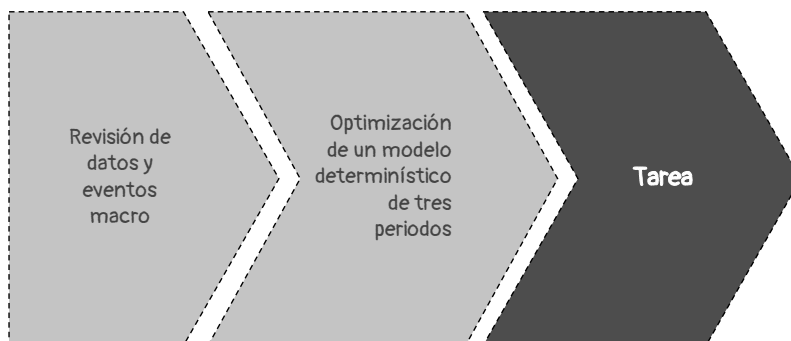 Revisión de
datos y
eventos
macro
Optimización
de un modelo
determinístico
de tres
periodos
Tarea